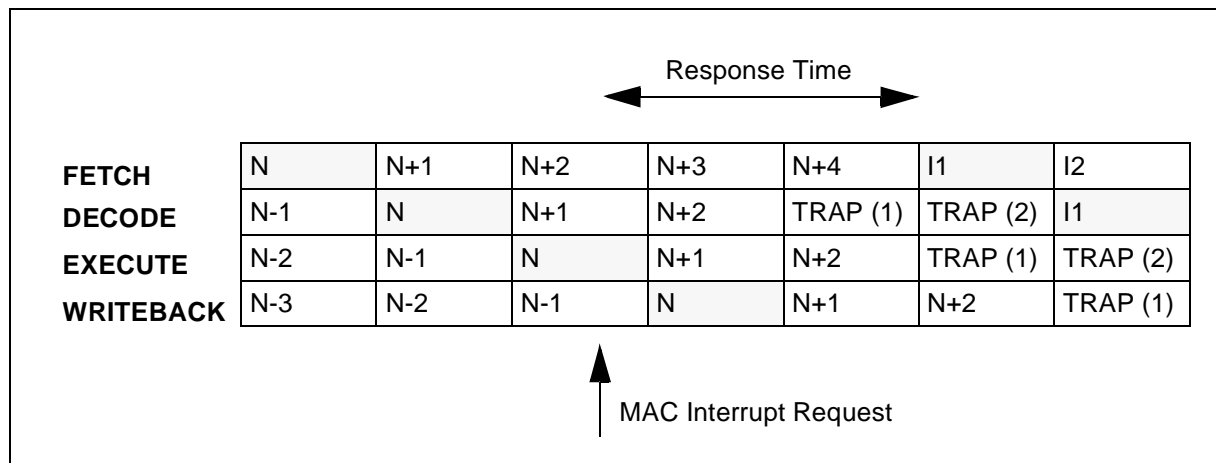 Response Time
FETCH N N+1 N+2 N+3 N+4 I1 I2
DECODE N-1 N N+1 N+2 TRAP (1) TRAP (2) I1
EXECUTE N-2 N-1 N N+1 N+2 TRAP (1) TRAP (2)
WRITEBACK N-3 N-2 N-1 N N+1 N+2 TRAP (1)
MAC Interrupt Request